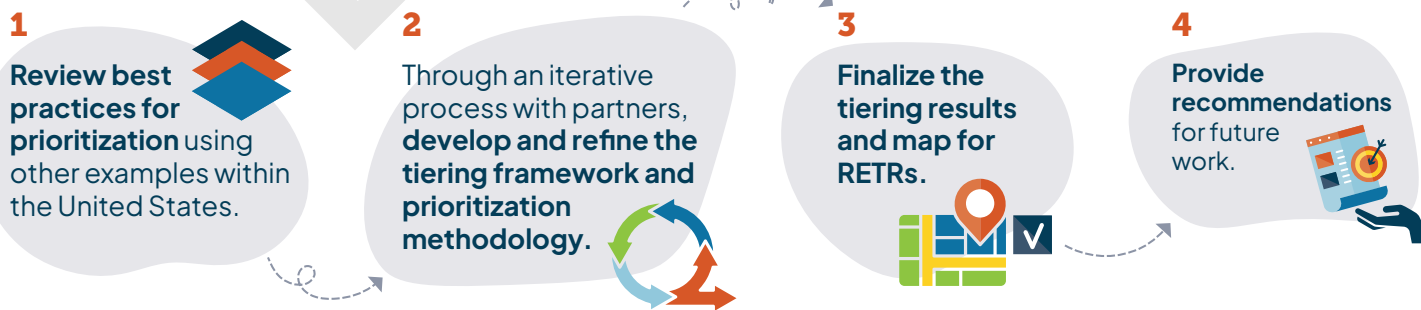 1
Review best
practices for
prioritization using
other examples within
the United States.
2
Through an iterative
process with partners,
develop and refine the
tiering framework and
prioritization
methodology.
3
Finalize the
tiering results
and map for
RETRs.
4
Provide
recommendations
for future
work.